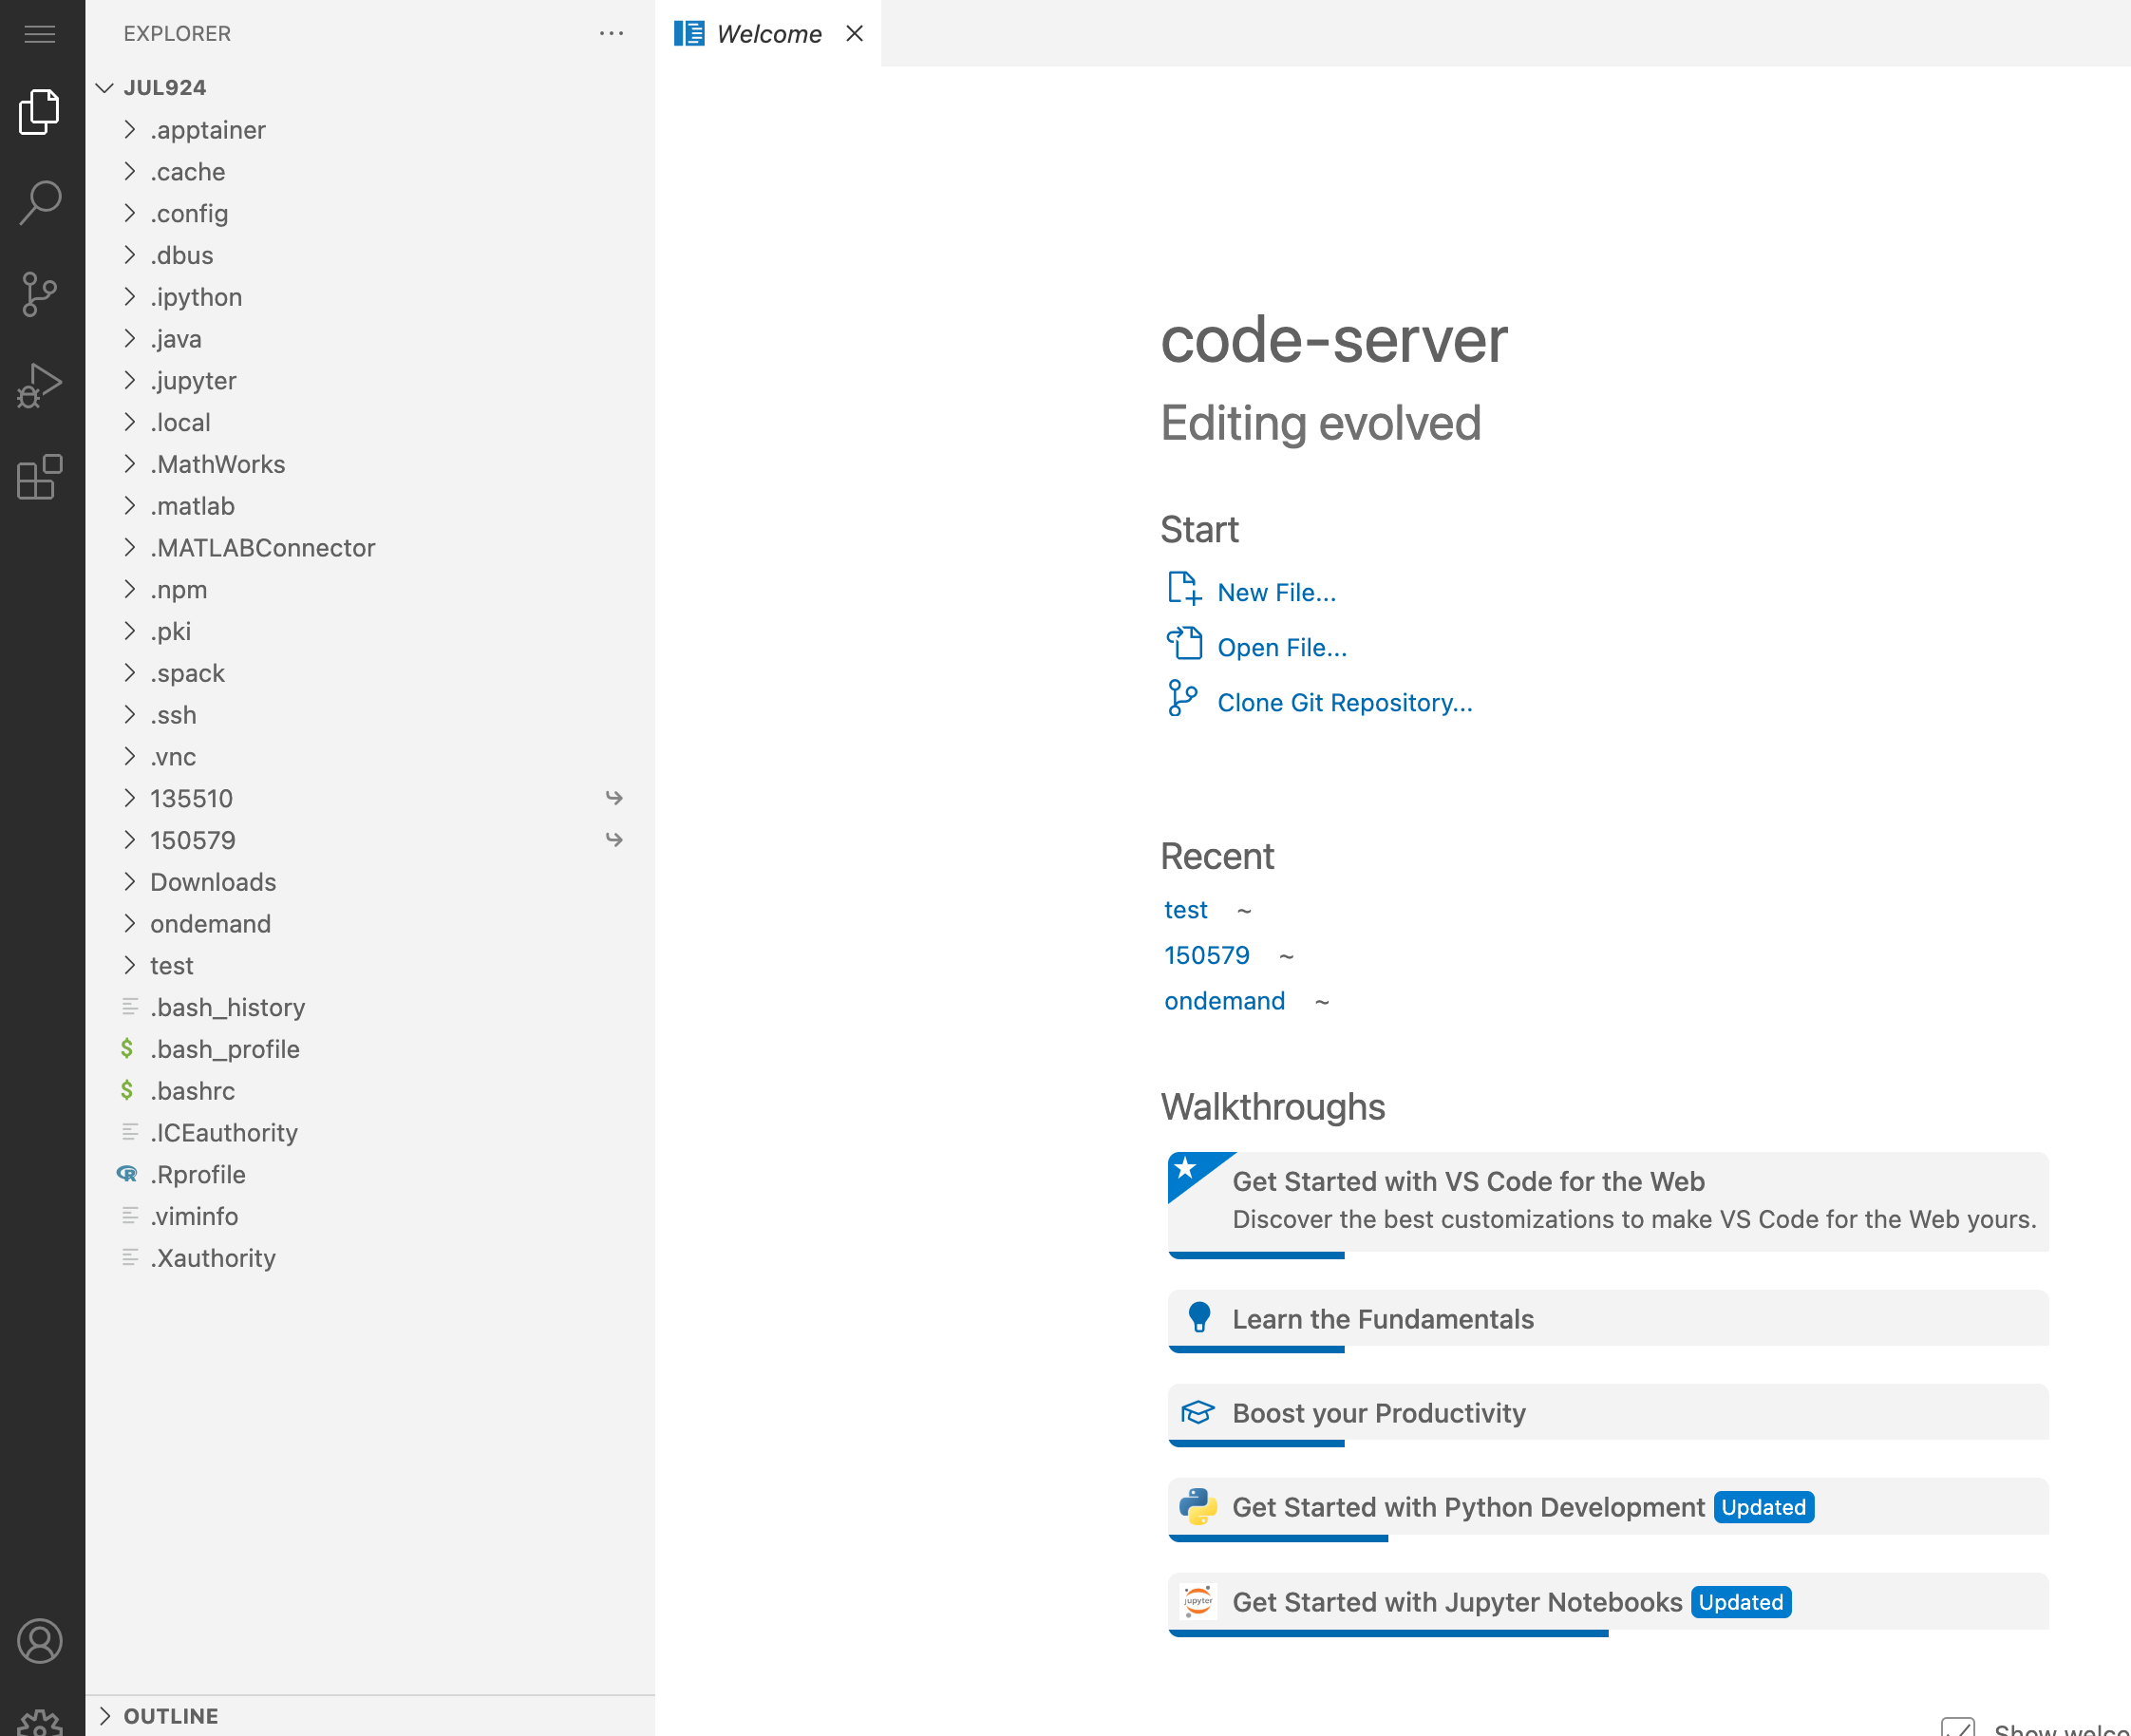 EXPLORER
JUL924
.apptainer
.cache
.config
.dbus
.ipython
.java
.jupyter
.local
.MathWorks
.matlab
.MATLABConnector
.npm
.pki
.spack
.ssh
.vnc
135510
150579
Downloads
ondemand
test
.bash_history
$ .bash_profile
$ .bashrc
.ICEauthority
R .Rprofile
.viminfo
.Xauthority
OUTLINE
Welcome
code-server
Editing evolved
Start
New File...
Open File...
Clone Git Repository...
Recent
test ~
150579 ~
ondemand ~
Walkthroughs
Get Started with VS Code for the Web
Discover the best customizations to make VS Code for the Web yours.
Learn the Fundamentals
Boost your Productivity
Get Started with Python Development Updated
jupyter Get Started with Jupyter Notebooks Updated
Show